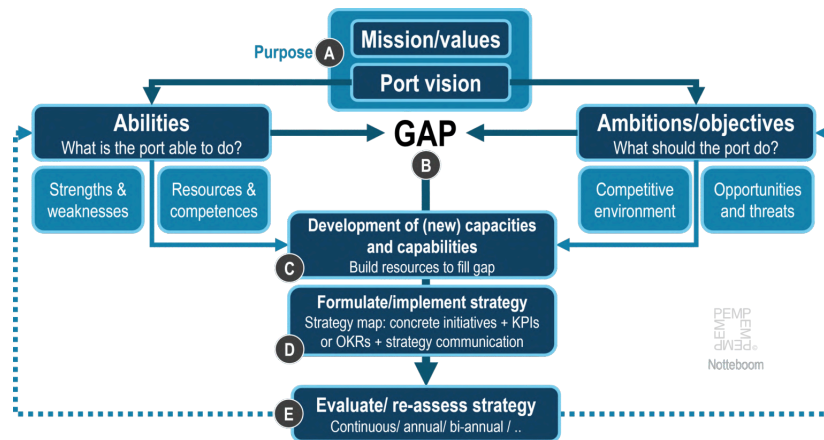 Mission/values
Purpose A
Port vision
Abilities
What is the port able to do?
GAP
Ambitions/objectives
What should the port do?
B
Strengths &
weaknesses
Resources &
competences
Competitive
environment
Opportunities
and threats
Development of (new) capacities
and capabilities
Build resources to fill gap
C
Formulate/implement strategy
Strategy map: concrete initiatives + KPIs
or OKRs + strategy communication
D
PEMP
PEMP
PEMP
PEMP®
Notteboom
E
Evaluate/ re-assess strategy
Continuous/ annual/ bi-annual / ..